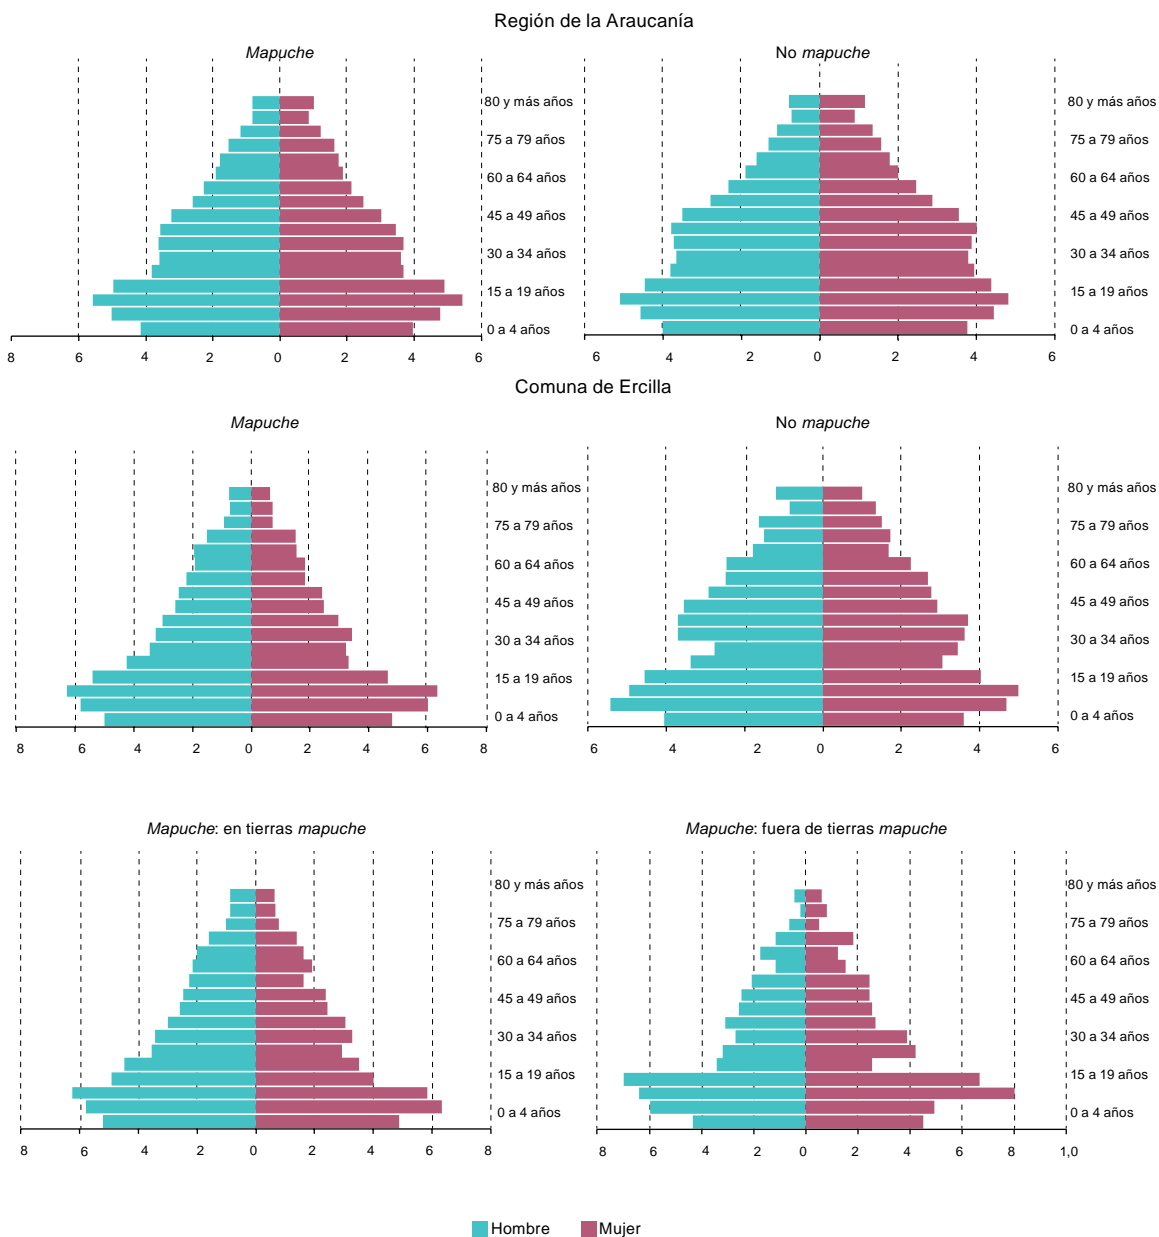 Región de la Araucanía
Mapuche
80 y más años
75 a 79 años
60 a 64 años
45 a 49 años
30 a 34 años
15 a 19 años
0 a 4 años
8 6 4 2 0 2 4 6
No mapuche
80 y más años
75 a 79 años
60 a 64 años
45 a 49 años
30 a 34 años
15 a 19 años
0 a 4 años
6 4 2 0 2 4 6
Comuna de Ercilla
Mapuche
80 y más años
75 a 79 años
60 a 64 años
45 a 49 años
30 a 34 años
15 a 19 años
0 a 4 años
8 6 4 2 0 2 4 6 8
No mapuche
80 y más años
75 a 79 años
60 a 64 años
45 a 49 años
30 a 34 años
15 a 19 años
0 a 4 años
6 4 2 0 2 4 6
Mapuche: en tierras mapuche
80 y más años
75 a 79 años
60 a 64 años
45 a 49 años
30 a 34 años
15 a 19 años
0 a 4 años
8 6 4 2 0 2 4 6 8
Mapuche: fuera de tierras mapuche
80 y más años
75 a 79 años
60 a 64 años
45 a 49 años
30 a 34 años
15 a 19 años
0 a 4 años
8 6 4 2 0 2 4 6 8 1,0
Hombre Mujer